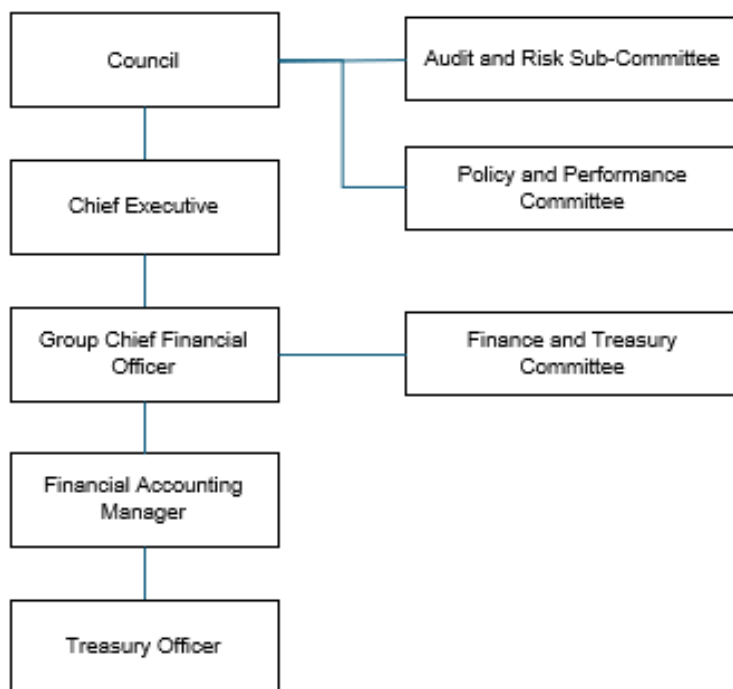 Council
Audit and Risk Sub-Committee
Policy and Performance
Committee
Chief Executive
Group Chief Financial
Officer
Finance and Treasury
Committee
Financial Accounting
Manager
Treasury Officer